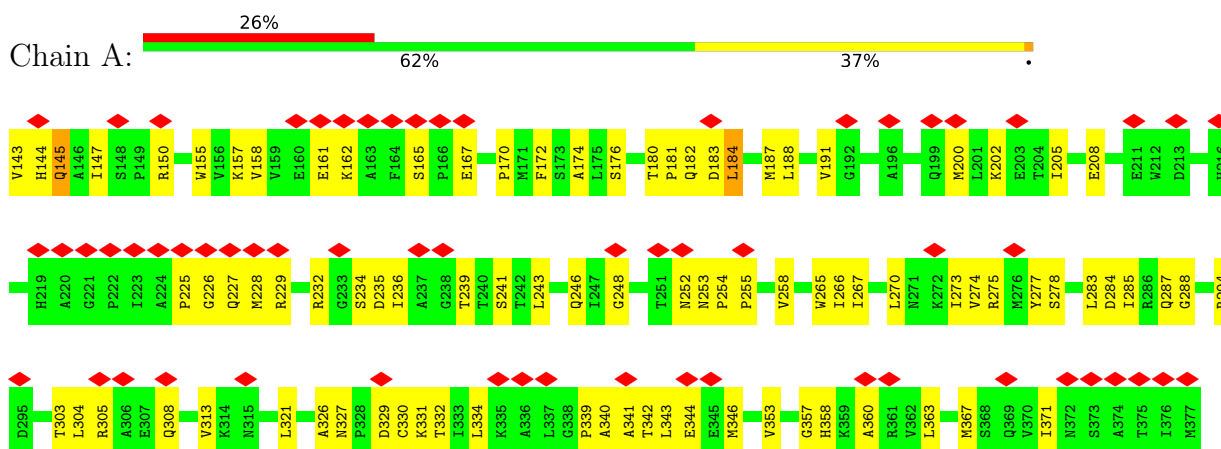 26%
Chain A:
62% 37% •
V143 H144 Q145 A146 I147 S148 P149 R150 W155 V156 K157 V158 V159 E160 E161 K162 A163 F164 S165 P166 E167 P170 M171 F172 S173 A174 L175 S176 T180 P181 Q182 D183 L184 M187 L188 V191 G192 A196 Q199 M200 L201 K202 E203 T204 I205 E208 E211 W212 D213
H219 A220 G221 P222 I223 A224 P225 G226 Q227 M228 R229 R232 G233 S234 D235 I236 A237 G238 T239 T240 S241 T242 L243 Q246 I247 G248 T251 N252 N253 P254 P255 V258 W265 I266 I267 L270 N271 K272 I273 V274 R275 M276 Y277 S278 L283 D284 I285 R286 Q287 G288
D295 T303 L304 R305 A306 E307 Q308 V313 K314 N315 L321 A326 N327 P328 D329 C330 K331 T332 I333 L334 K335 A336 L337 G338 P339 A340 A341 T342 L343 E344 E345 M346 V353 G357 H358 K359 A360 R361 V362 L363 M367 S368 Q369 V370 I371 N372 S373 A374 T375 I376 M377